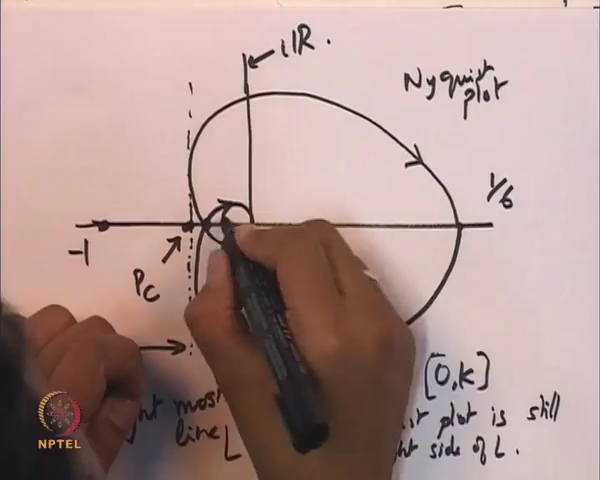 iR.
Nyquist
plot
1/6
-1
Pc
[0,K]
most
plot is still
line L
side of L.
NPTEL